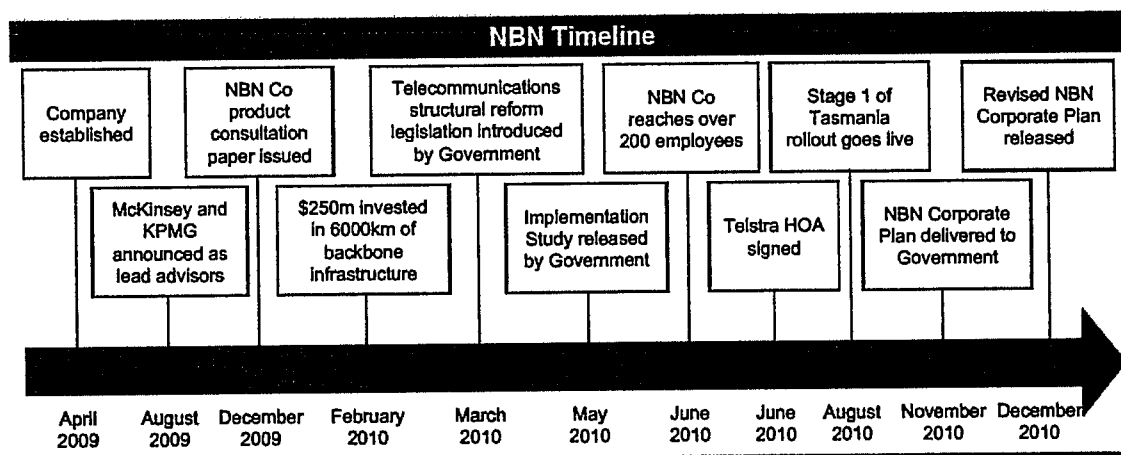 NBN Timeline
Company
established
NBN Co
product
consultation
paper issued
Telecommunications
structural reform
legislation introduced
by Government
NBN Co
reaches over
200 employees
Stage 1 of
Tasmania
rollout goes live
Revised NBN
Corporate Plan
released
McKinsey and
KPMG
announced as
lead advisors
$250m invested
in 6000km of
backbone
infrastructure
Implementation
Study released
by Government
Telstra HOA
signed
NBN Corporate
Plan delivered to
Government
April
2009
August
2009
December
2009
February
2010
March
2010
May
2010
June
2010
June
2010
August
2010
November
2010
December
2010